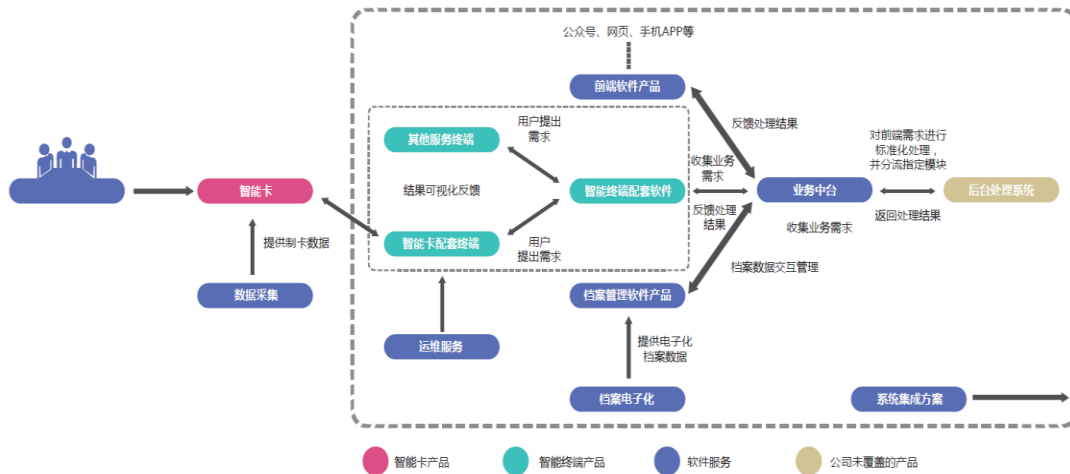 公众号、网页、手机APP等
前端软件产品
用户提出
需求
反馈处理结果
其他服务终端
对前端需求进行
标准化处理，
并分流指定模块
收集业务
需求
智能卡
结果可视化反馈
智能终端配套软件
业务中台
后台处理系统
反馈处理
结果
返回处理结果
收集业务需求
提供制卡数据
智能卡配套终端
用户
提出需求
档案数据交互管理
数据采集
档案管理软件产品
运维服务
提供电子化
档案数据
档案电子化
系统集成方案
智能卡产品
智能终端产品
软件服务
公司未覆盖的产品